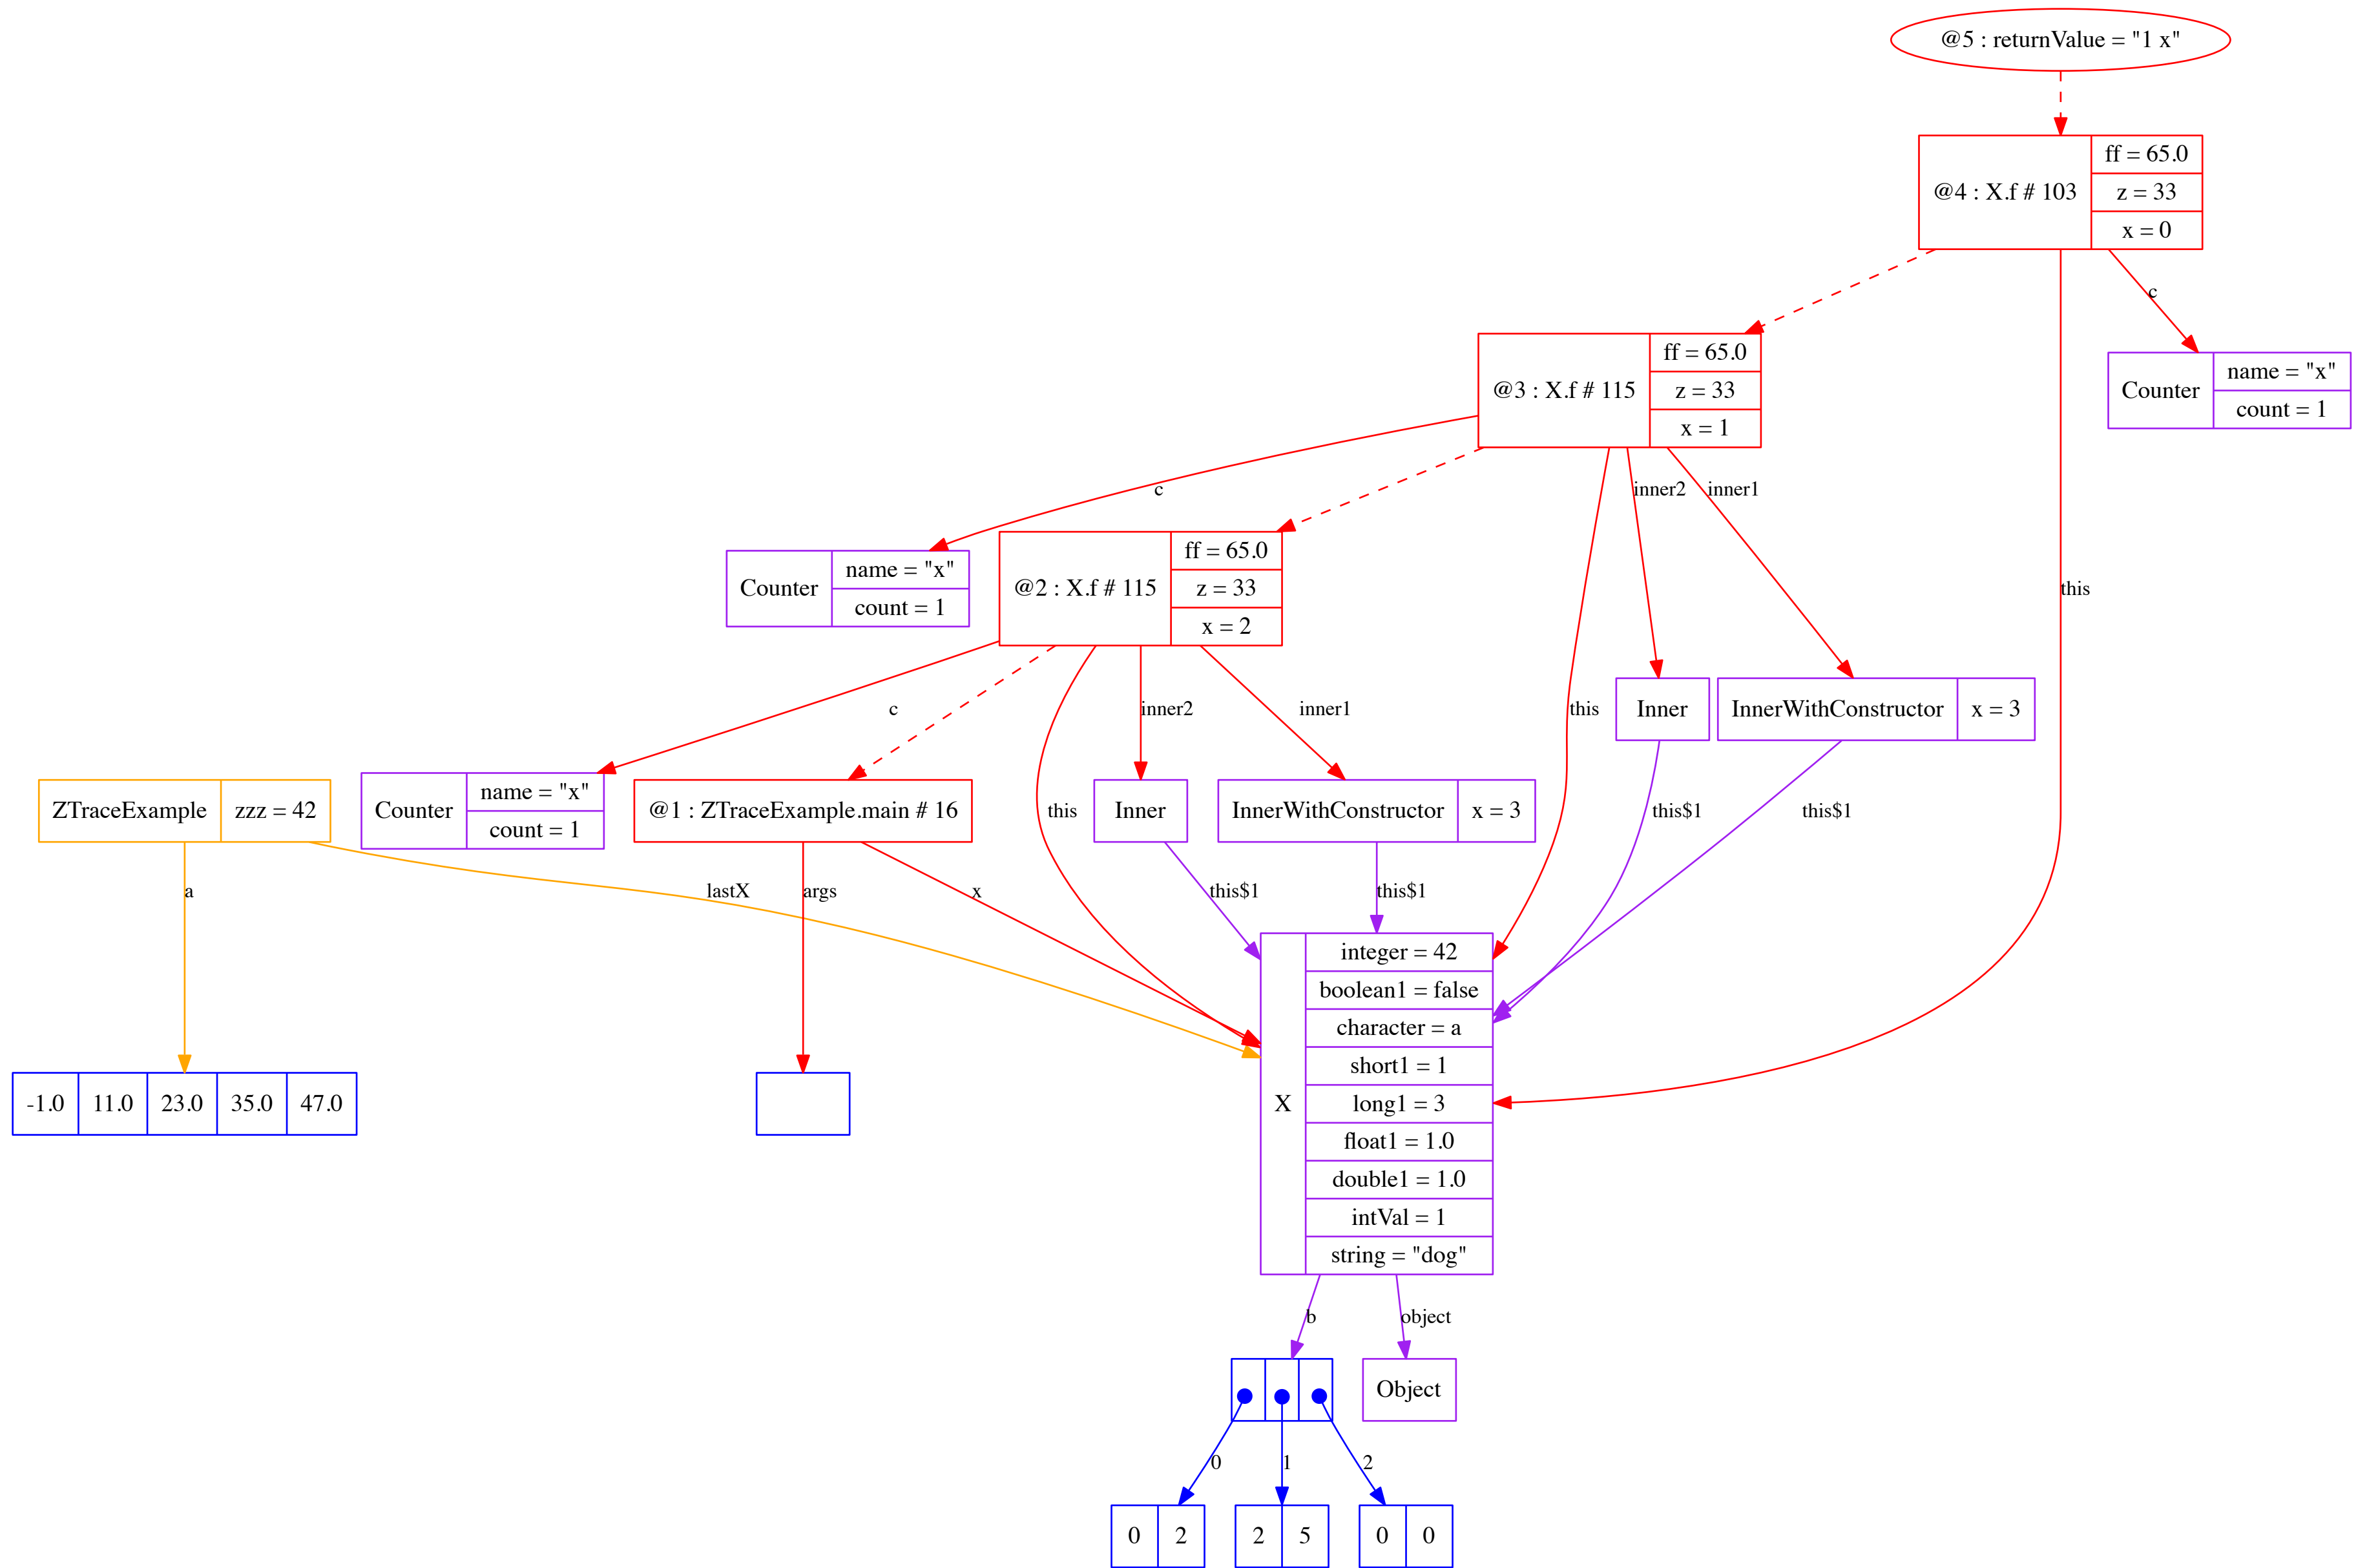 @5 : returnValue = "1 x"
@4 : X.f # 103
ff = 65.0
z = 33
x = 0
c
@3 : X.f # 115
ff = 65.0
z = 33
x = 1
Counter
name = "x"
count = 1
c
inner2
inner1
this
@2 : X.f # 115
ff = 65.0
z = 33
x = 2
Counter
name = "x"
count = 1
c
inner2
inner1
this
Inner
InnerWithConstructor
x = 3
ZTraceExample
zzz = 42
Counter
name = "x"
count = 1
@1 : ZTraceExample.main # 16
this
Inner
InnerWithConstructor
x = 3
this$1
this$1
a
lastX
args
x
this$1
this$1
-1.0
11.0
23.0
35.0
47.0
X
integer = 42
boolean1 = false
character = a
short1 = 1
long1 = 3
float1 = 1.0
double1 = 1.0
intVal = 1
string = "dog"
b
object
Object
0
1
2
0
2
2
5
0
0